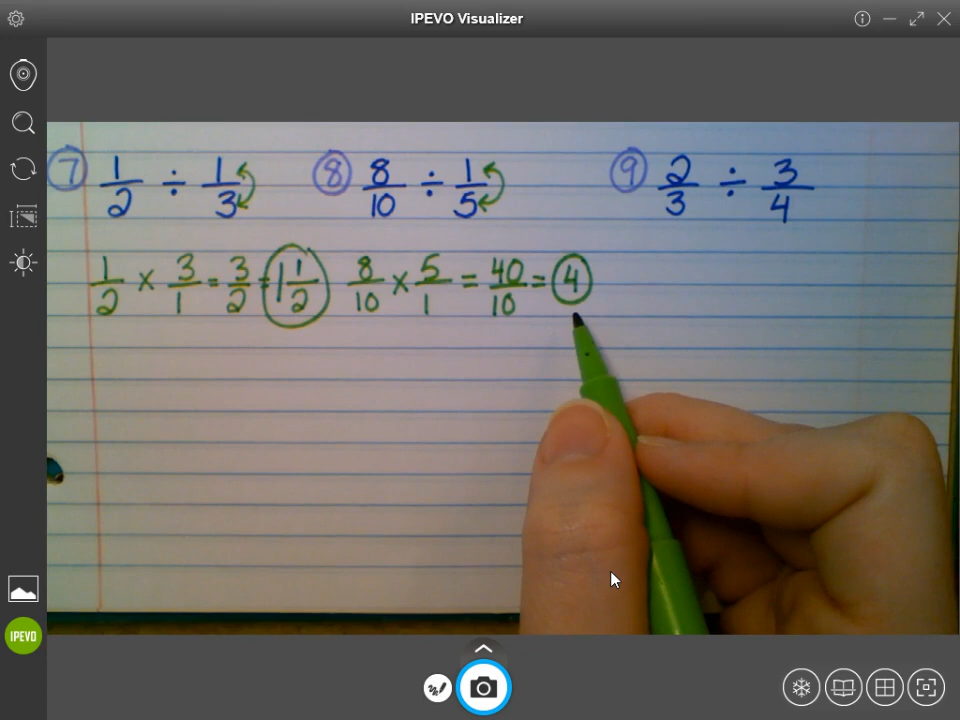 IPEVO Visualizer
7 1/2 ÷ 1/3 8 8/10 ÷ 1/5 9 2/3 ÷ 3/4
1/2 × 3/1 = 3/2 = 1 1/2 8/10 × 5/1 = 40/10 = 4
IPEVO